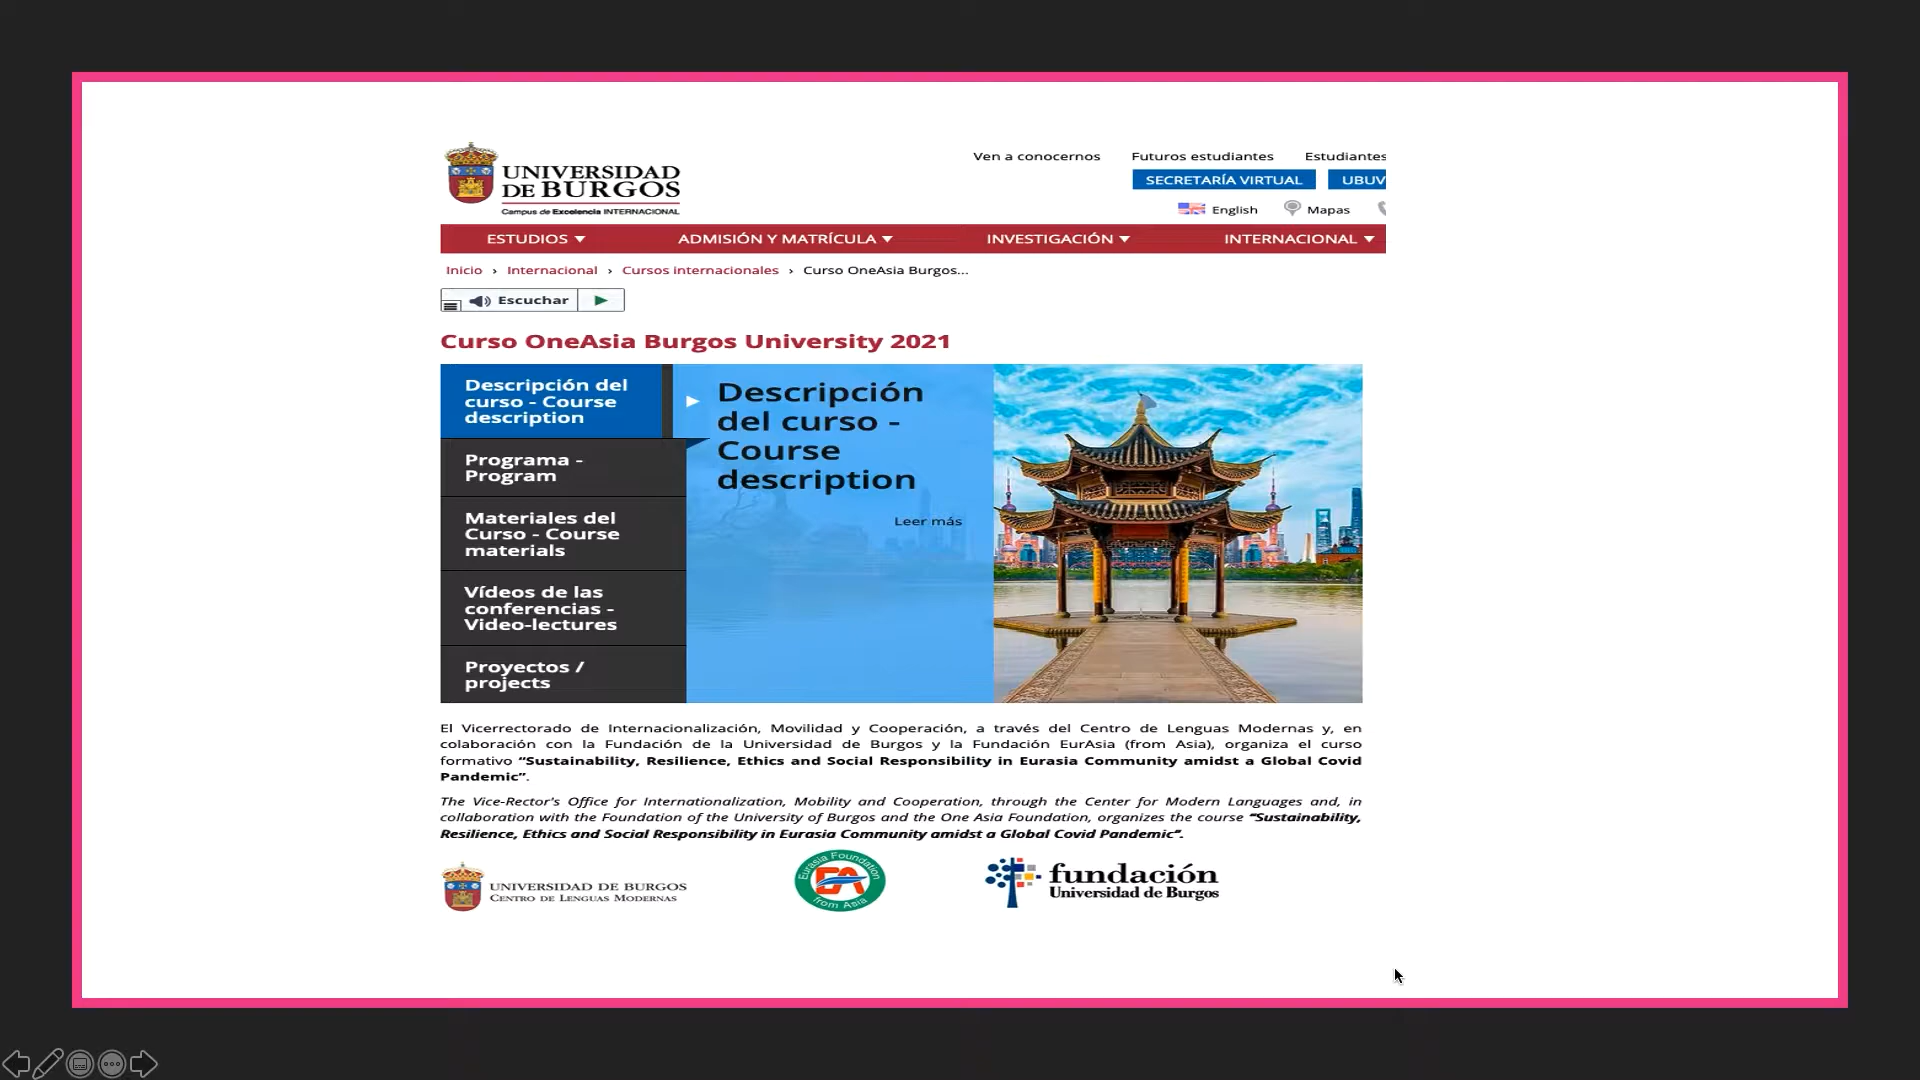 UNIVERSIDAD
DE BURGOS
Campus de Excelencia INTERNACIONAL
Ven a conocernos Futuros estudiantes Estudiantes
SECRETARÍA VIRTUAL UBUV
English Mapas
ESTUDIOS ADMISIÓN Y MATRÍCULA INVESTIGACIÓN INTERNACIONAL
Inicio › Internacional › Cursos internacionales › Curso OneAsia Burgos...
Escuchar
Curso OneAsia Burgos University 2021
Descripción del
curso - Course
description
Programa -
Program
Materiales del
Curso - Course
materials
Vídeos de las
conferencias -
Video-lectures
Proyectos /
projects
Descripción
del curso -
Course
description
Leer más
El Vicerrectorado de Internacionalización, Movilidad y Cooperación, a través del Centro de Lenguas Modernas y, en
colaboración con la Fundación de la Universidad de Burgos y la Fundación EurAsia (from Asia), organiza el curso
formativo “Sustainability, Resilience, Ethics and Social Responsibility in Eurasia Community amidst a Global Covid
Pandemic”.
The Vice-Rector's Office for Internationalization, Mobility and Cooperation, through the Center for Modern Languages and, in
collaboration with the Foundation of the University of Burgos and the One Asia Foundation, organizes the course “Sustainability,
Resilience, Ethics and Social Responsibility in Eurasia Community amidst a Global Covid Pandemic”.
UNIVERSIDAD DE BURGOS
CENTRO DE LENGUAS MODERNAS
Eurasia Foundation
EA
from Asia
fundación
Universidad de Burgos